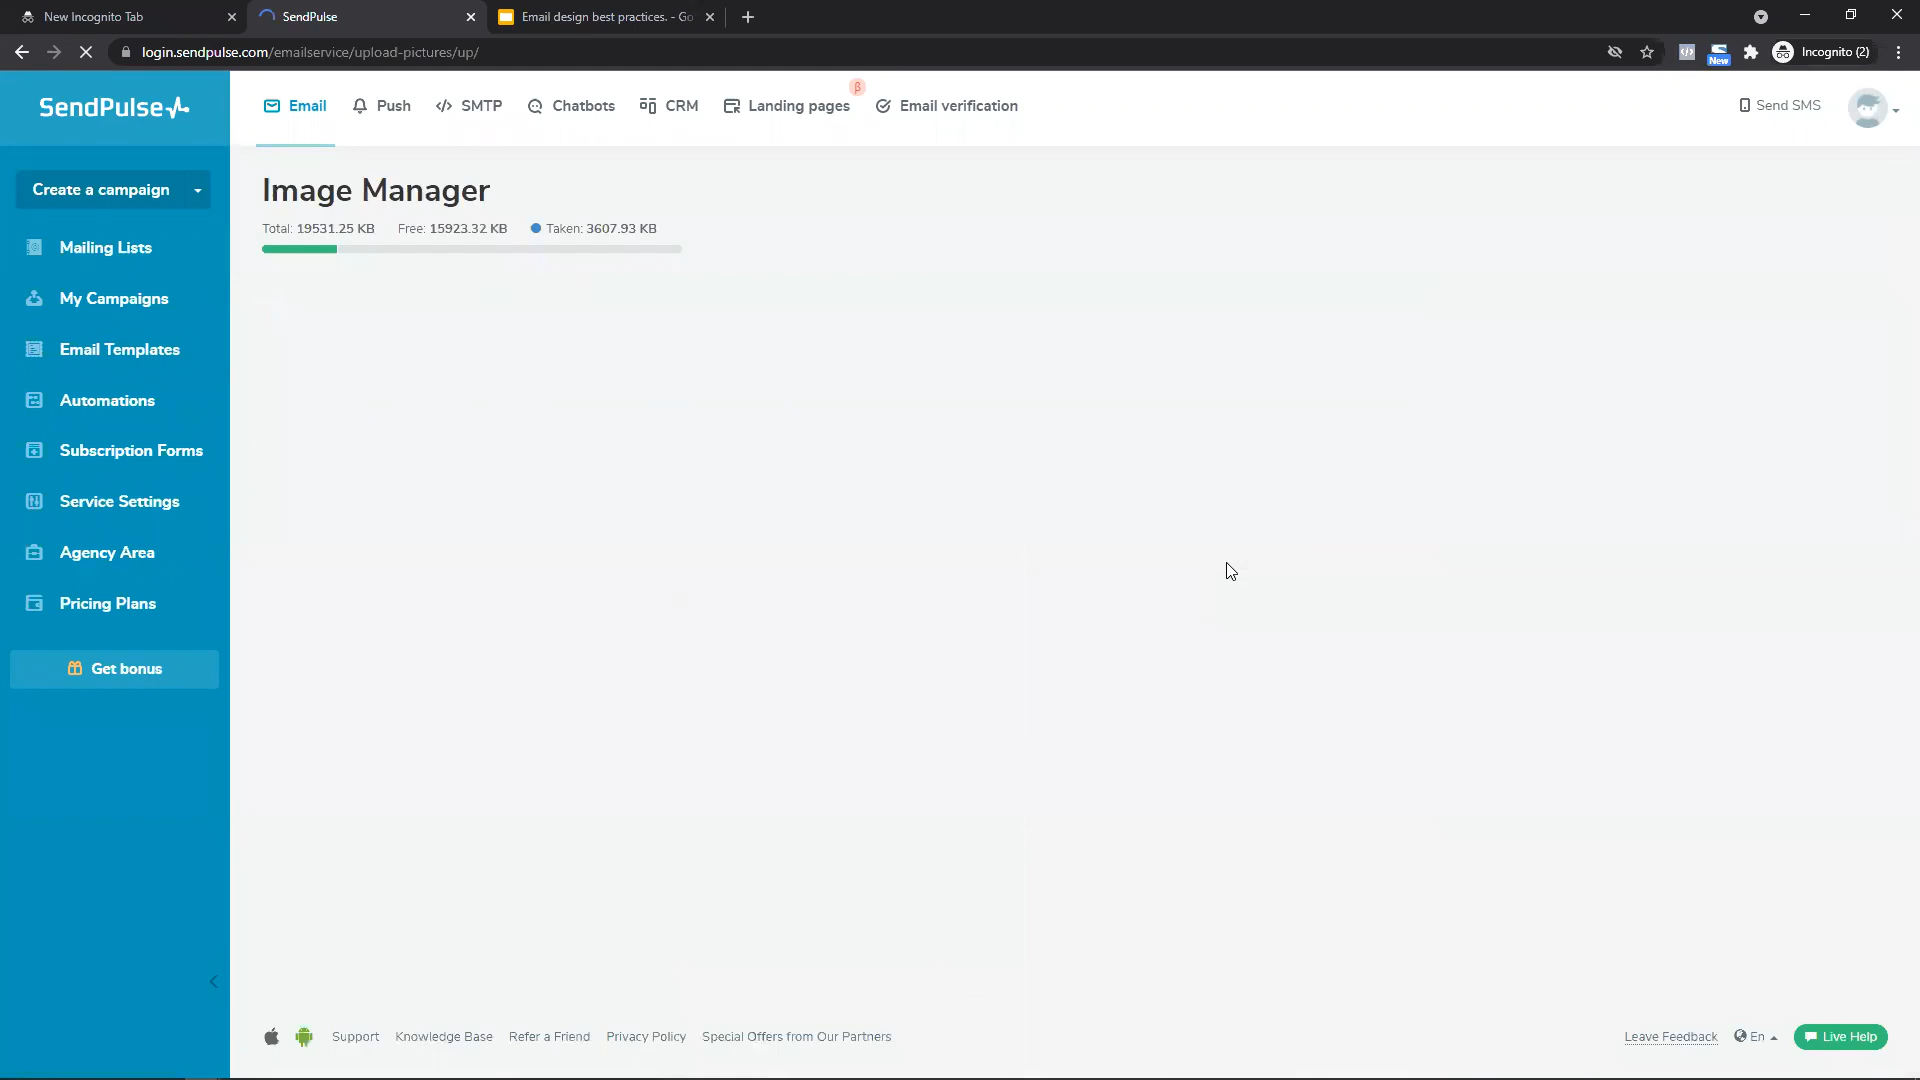 New Incognito Tab
SendPulse
Email design best practices. - Go
login.sendpulse.com/emailservice/upload-pictures/up/
New
Incognito (2)
SendPulse
Email
Push
SMTP
Chatbots
CRM
Landing pages
β
Email verification
Send SMS
Create a campaign
Mailing Lists
My Campaigns
Email Templates
Automations
Subscription Forms
Service Settings
Agency Area
Pricing Plans
Get bonus
Image Manager
Total: 19531.25 KB Free: 15923.32 KB Taken: 3607.93 KB
Support Knowledge Base Refer a Friend Privacy Policy Special Offers from Our Partners
Leave Feedback
En
Live Help